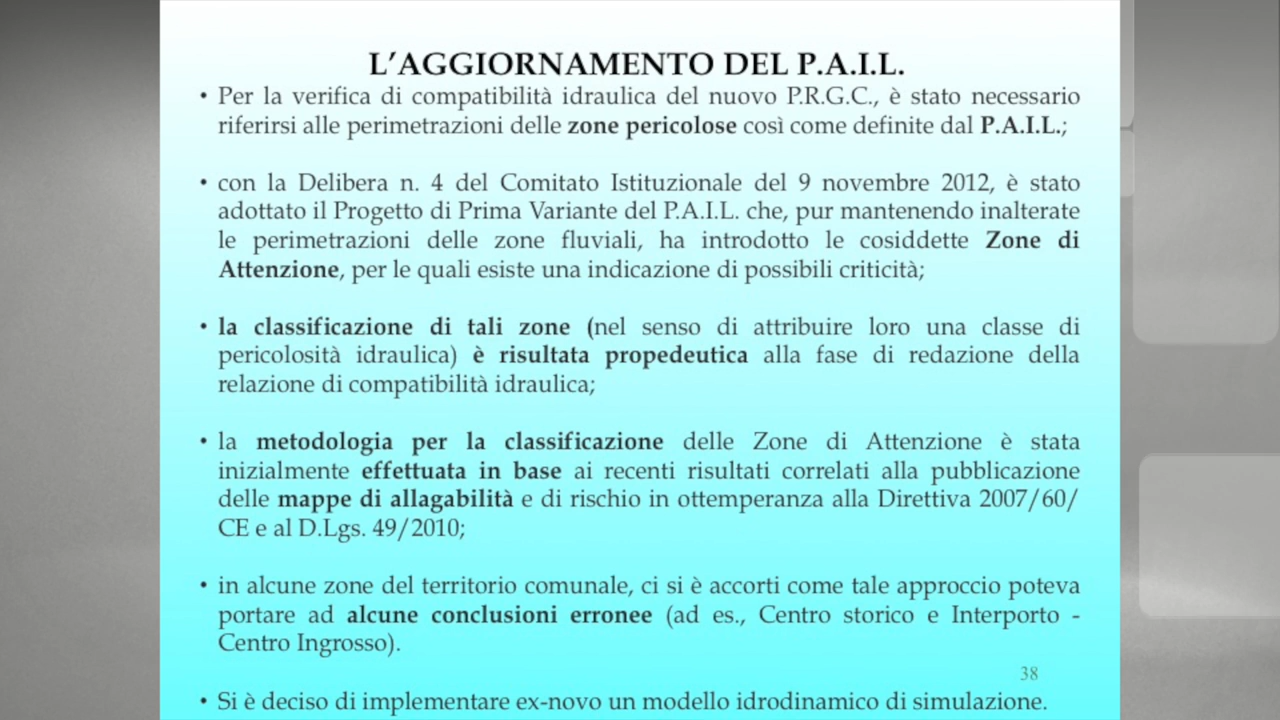 L'AGGIORNAMENTO DEL P.A.I.L.
• Per la verifica di compatibilità idraulica del nuovo P.R.G.C., è stato necessario
riferirsi alle perimetrazioni delle zone pericolose così come definite dal P.A.I.L.;
• con la Delibera n. 4 del Comitato Istituzionale del 9 novembre 2012, è stato
adottato il Progetto di Prima Variante del P.A.I.L. che, pur mantenendo inalterate
le perimetrazioni delle zone fluviali, ha introdotto le cosiddette Zone di
Attenzione, per le quali esiste una indicazione di possibili criticità;
• la classificazione di tali zone (nel senso di attribuire loro una classe di
pericolosità idraulica) è risultata propedeutica alla fase di redazione della
relazione di compatibilità idraulica;
• la metodologia per la classificazione delle Zone di Attenzione è stata
inizialmente effettuata in base ai recenti risultati correlati alla pubblicazione
delle mappe di allagabilità e di rischio in ottemperanza alla Direttiva 2007/60/
CE e al D.Lgs. 49/2010;
• in alcune zone del territorio comunale, ci si è accorti come tale approccio poteva
portare ad alcune conclusioni erronee (ad es., Centro storico e Interporto -
Centro Ingrosso).
38
• Si è deciso di implementare ex-novo un modello idrodinamico di simulazione.